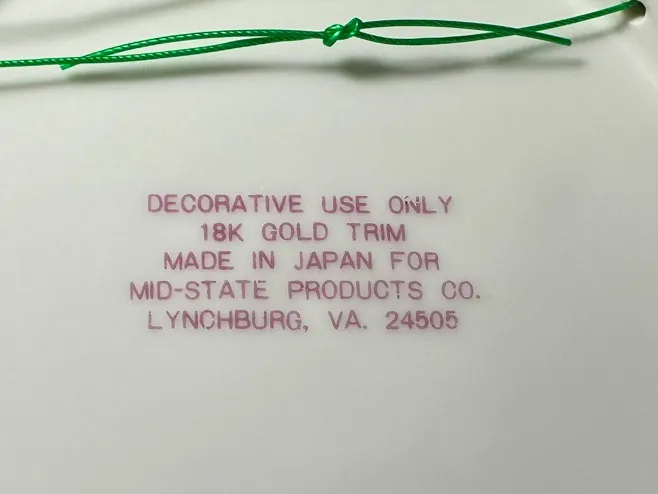 DECORATIVE USE ONLY
18K GOLD TRIM
MADE IN JAPAN FOR
MID-STATE PRODUCTS CO.
LYNCHBURG, VA. 24505